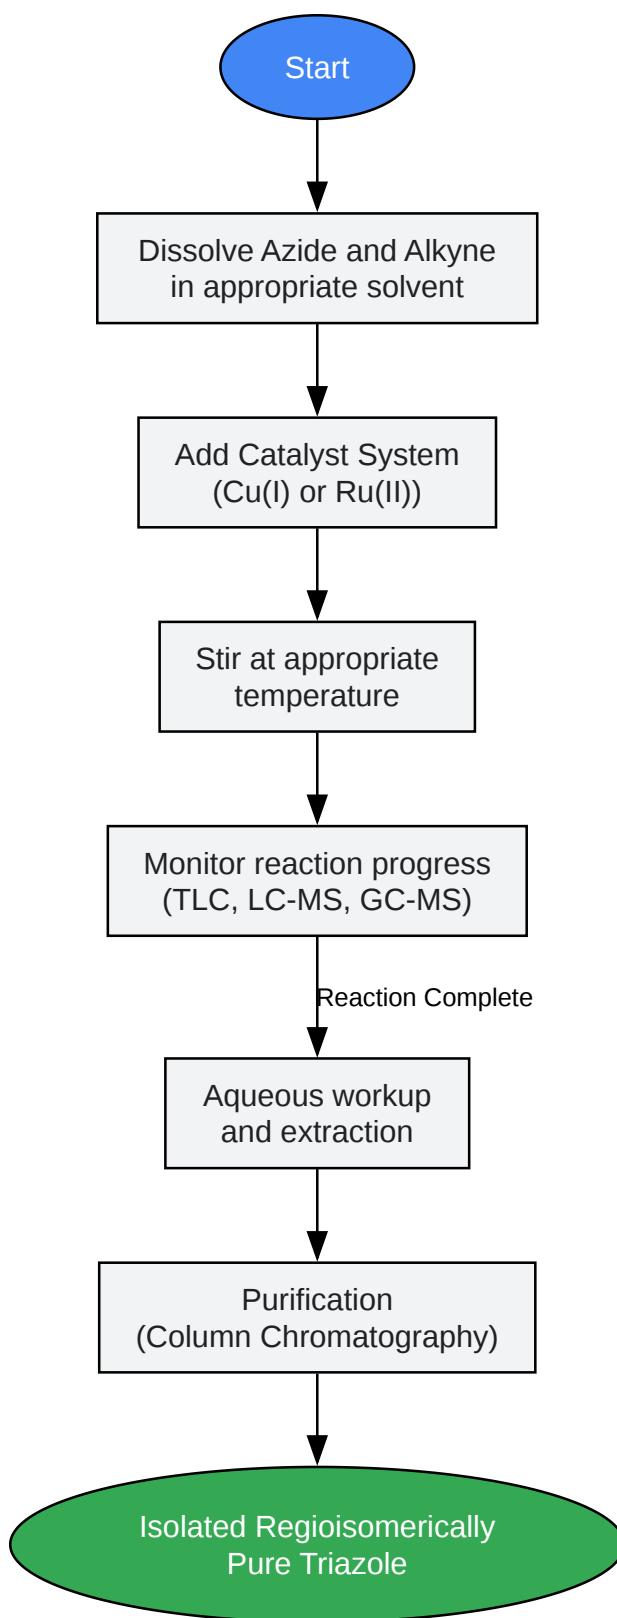 Start
Dissolve Azide and Alkyne
in appropriate solvent
Add Catalyst System
(Cu(I) or Ru(II))
Stir at appropriate
temperature
Monitor reaction progress
(TLC, LC-MS, GC-MS)
Reaction Complete
Aqueous workup
and extraction
Purification
(Column Chromatography)
Isolated Regioisomerically
Pure Triazole